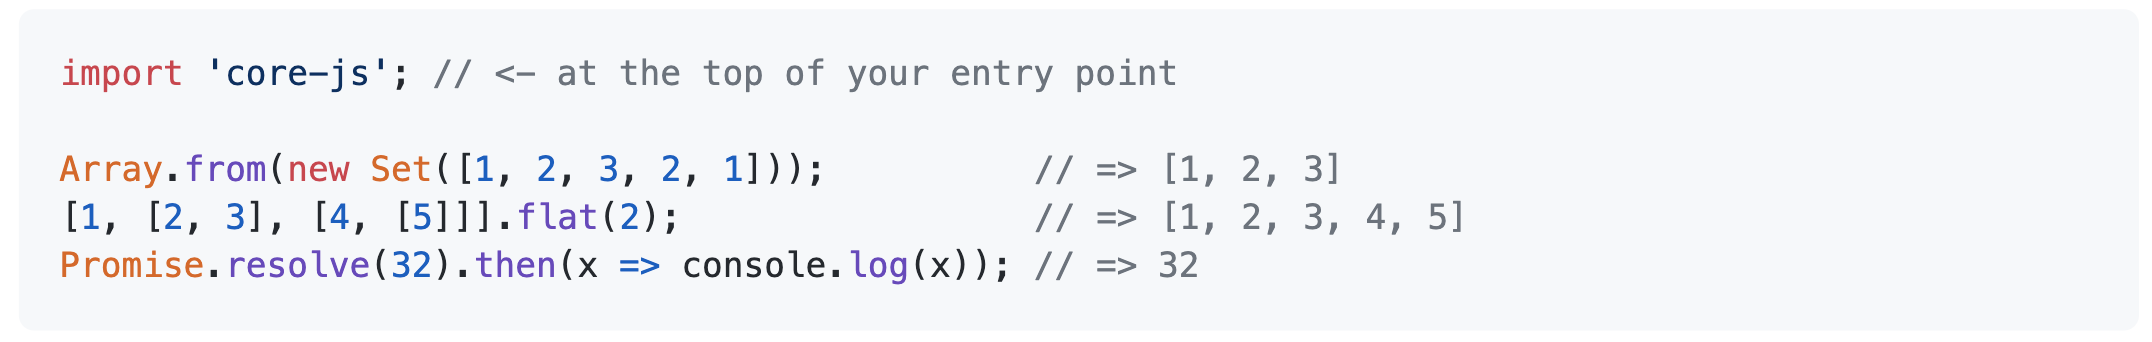 import 'core-js'; // <- at the top of your entry point
Array.from(new Set([1, 2, 3, 2, 1]));          // => [1, 2, 3]
[1, [2, 3], [4, [5]]].flat(2);                 // => [1, 2, 3, 4, 5]
Promise.resolve(32).then(x => console.log(x)); // => 32